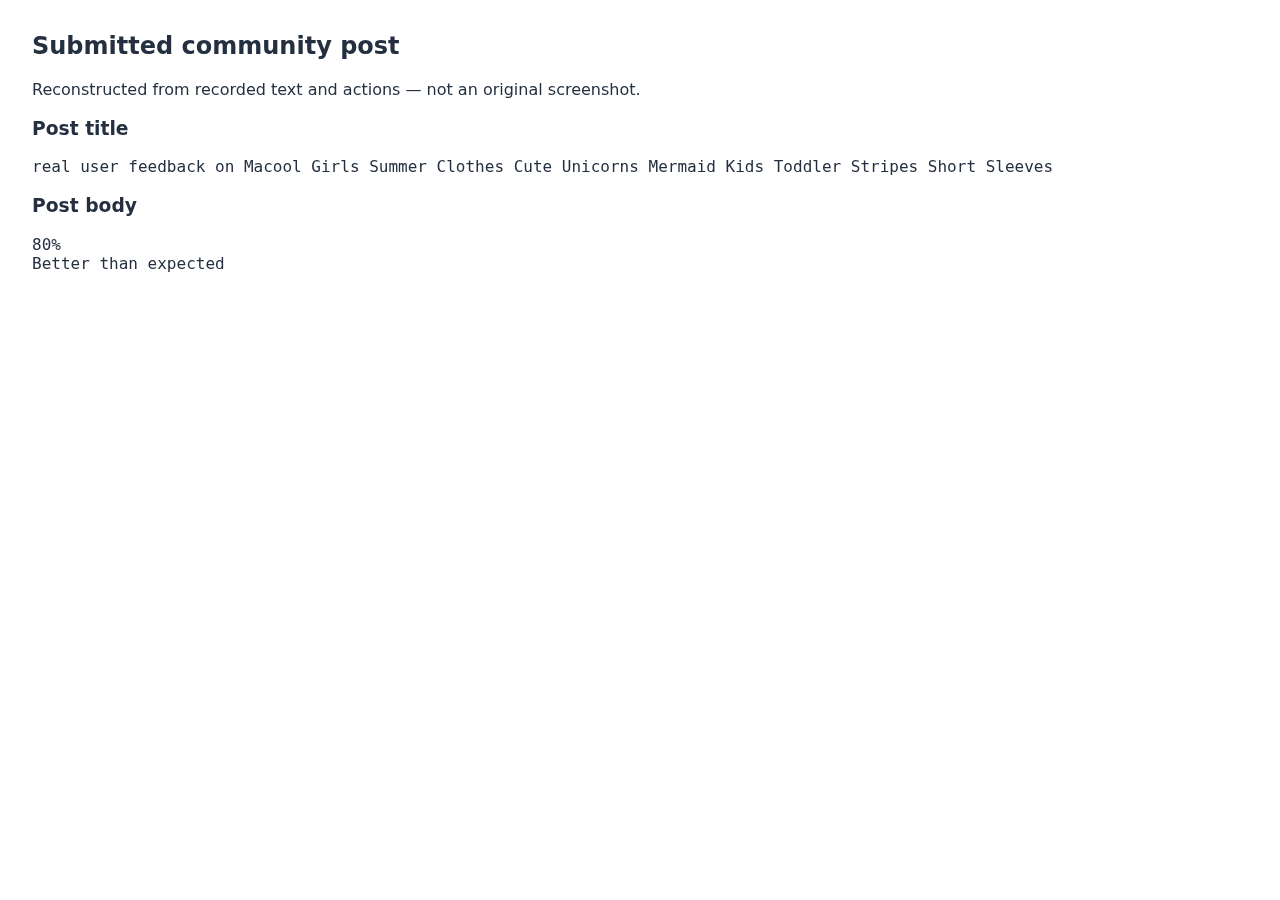 Submitted community post
Reconstructed from recorded text and actions — not an original screenshot.
Post title
real user feedback on Macool Girls Summer Clothes Cute Unicorns Mermaid Kids Toddler Stripes Short Sleeves
Post body
80%
Better than expected